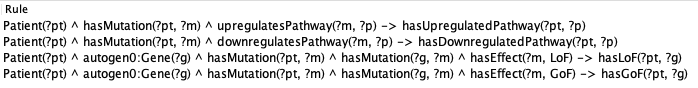 Rule
Patient(?pt) ^ hasMutation(?pt, ?m) ^ upregulatesPathway(?m, ?p) -> hasUpregulatedPathway(?pt, ?p)
Patient(?pt) ^ hasMutation(?pt, ?m) ^ downregulatesPathway(?m, ?p) -> hasDownregulatedPathway(?pt, ?p)
Patient(?pt) ^ autogen0:Gene(?g) ^ hasMutation(?pt, ?m) ^ hasMutation(?g, ?m) ^ hasEffect(?m, LoF) -> hasLoF(?pt, ?g)
Patient(?pt) ^ autogen0:Gene(?g) ^ hasMutation(?pt, ?m) ^ hasMutation(?g, ?m) ^ hasEffect(?m, GoF) -> hasGoF(?pt, ?g)